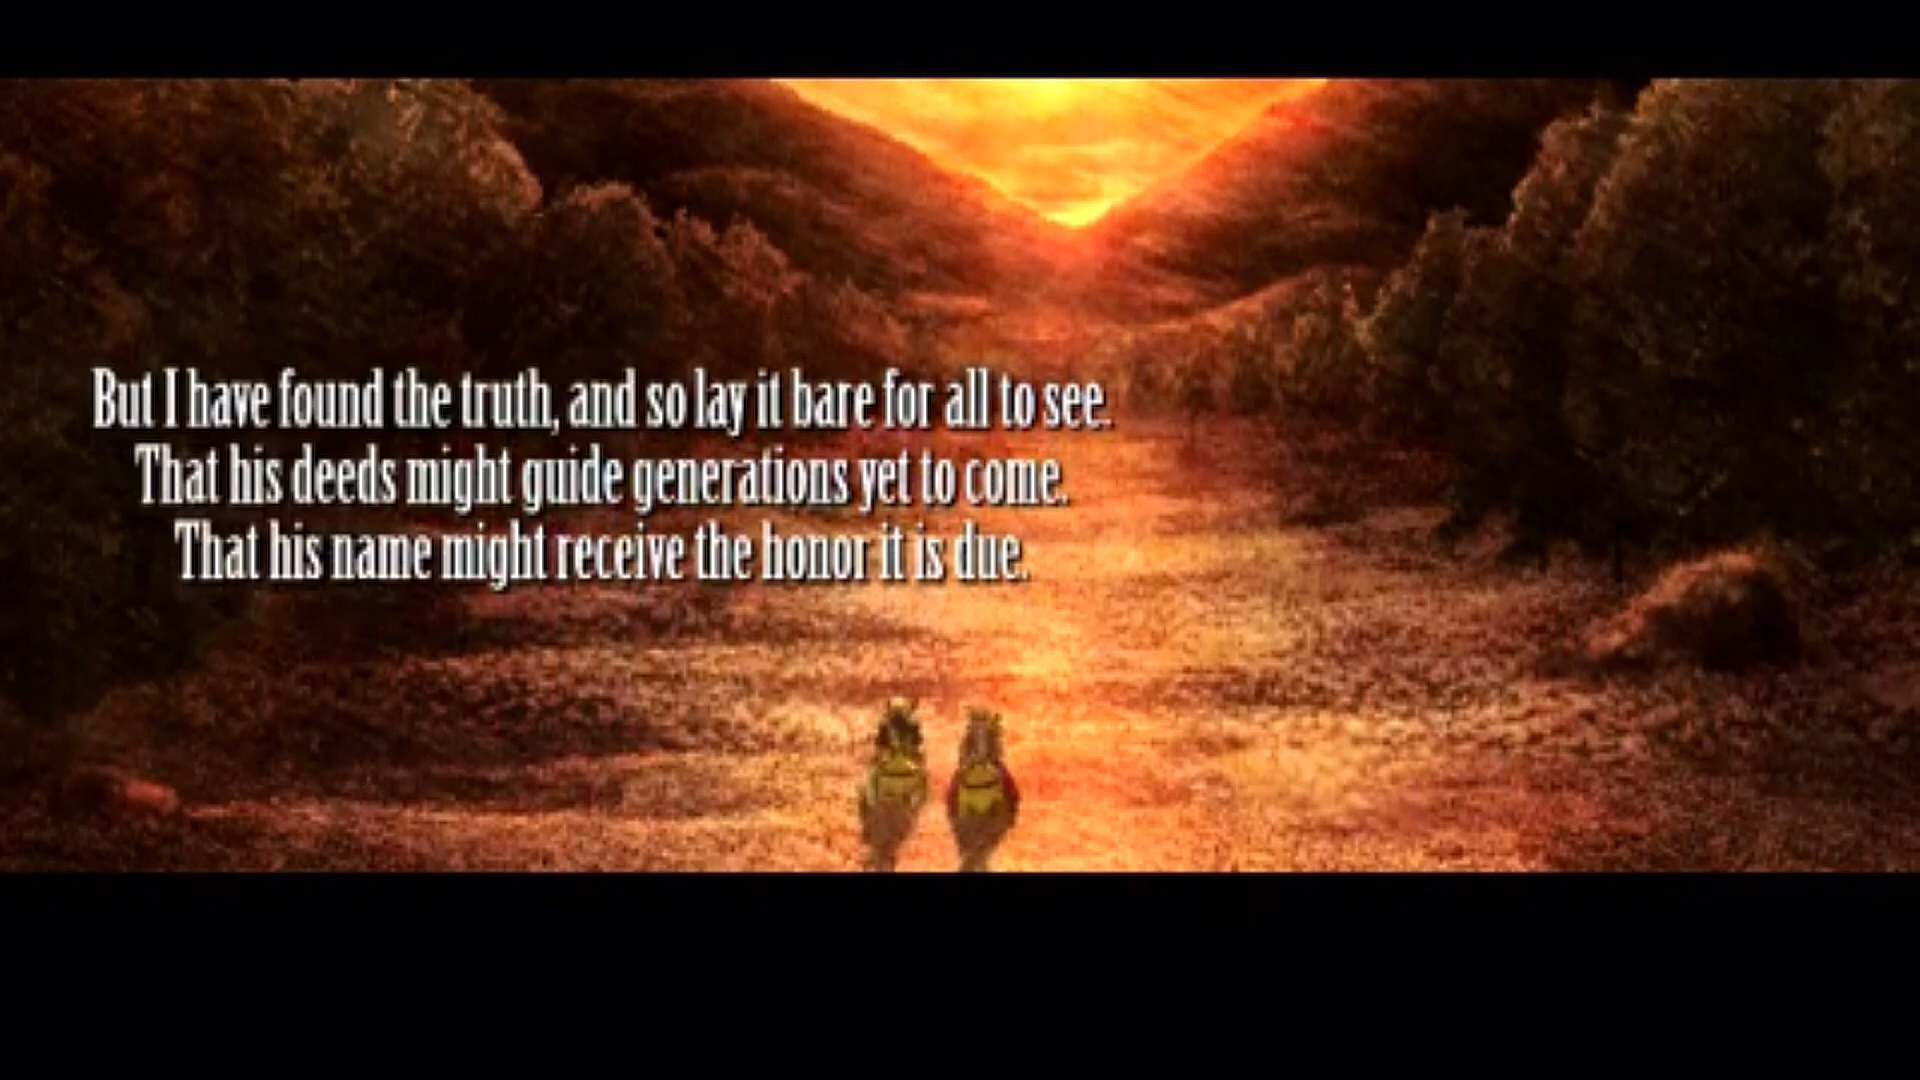 But I have found the truth, and so lay it bare for all to see.
That his deeds might guide generations yet to come.
That his name might receive the honor it is due.